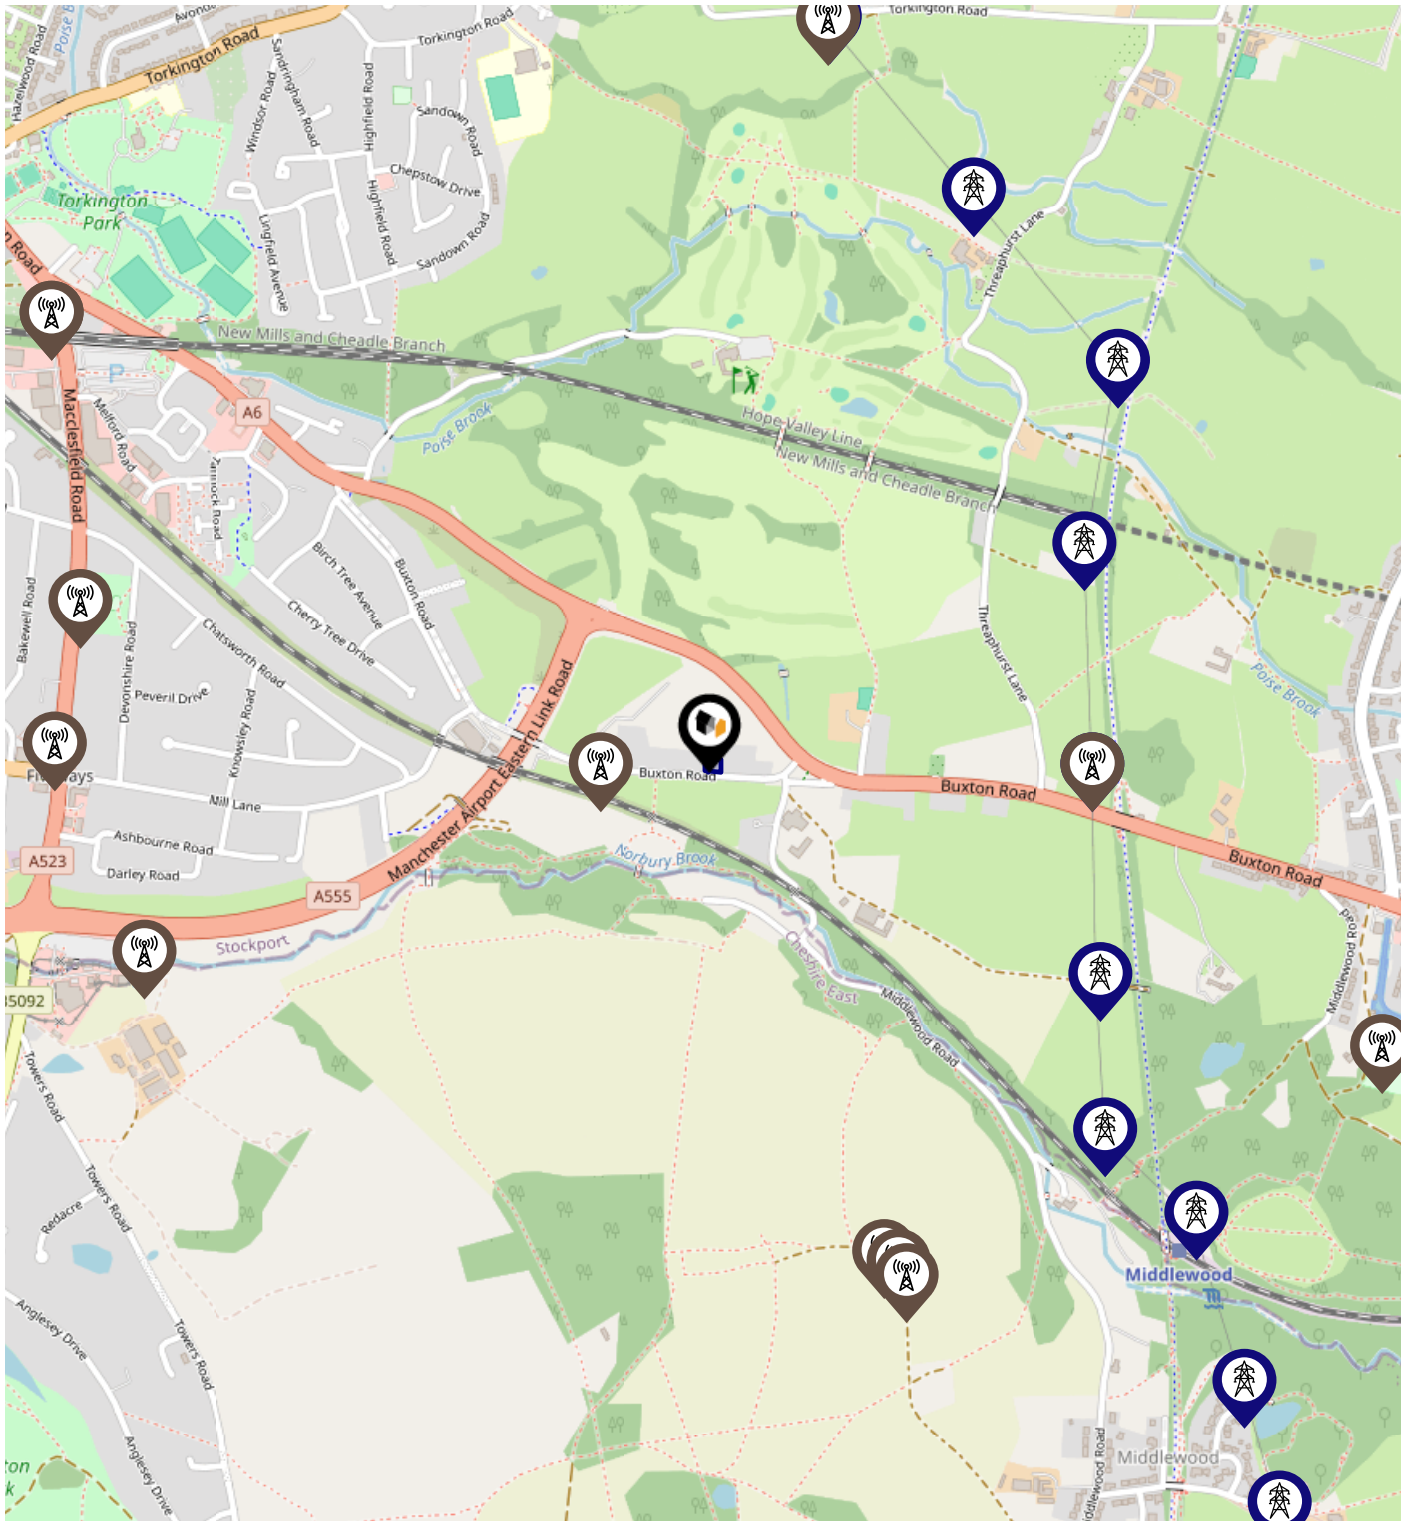 Torkington Road
Torkington Road
Torkington Road
Hazelwood Road
Poise B
Windsor Road
Sandringham Road
Highfield Road
Sandown Road
Chepstow Drive
Highfield Road
Lingfield Avenue
Sandown Road
Torkington
Park
n Road
Threaphurst Lane
New Mills and Cheadle Branch
P
Macclesfield Road
Melford Road
A6
Poise Brook
Hope Valley Line
New Mills and Cheadle Branch
Birch Tree Avenue
Buxton Road
Cherry Tree Drive
Bakewell Road
Devonshire Road
Chatsworth Road
Peveril Drive
Knowsley Road
Threaphurst Lane
Poise Brook
Manchester Airport Eastern Link Road
Buxton Road
Buxton Road
Buxton Road
Mill Lane
Ashbourne Road
Darley Road
A523
A555
Norbury Brook
Stockport
Cheshire East
Middlewood Road
Middlewood Road
35092
Towers Road
Towers Road
Redacre
Towers Road
Anglesey Drive
Anglesey Drive
Middlewood
Middlewood
Middlewood Road
ton
k